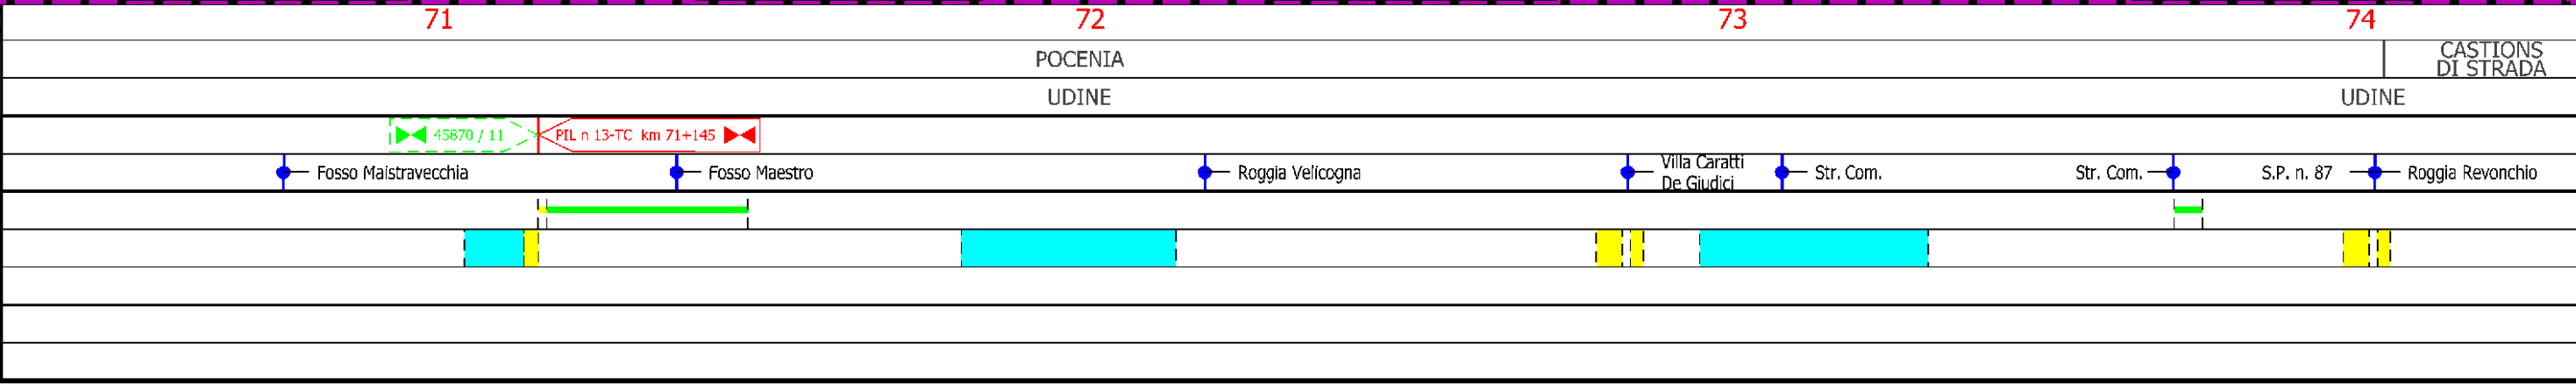 71 72 73 74
POCENIA CASTIONS
DI STRADA
UDINE UDINE
45870 / 11 PIL n 13-TC km 71+145
Fosso Maistravecchia Fosso Maestro Roggia Velicogna Villa Caratti
De Giudici Str. Com. Str. Com. S.P. n. 87 Roggia Revonchio